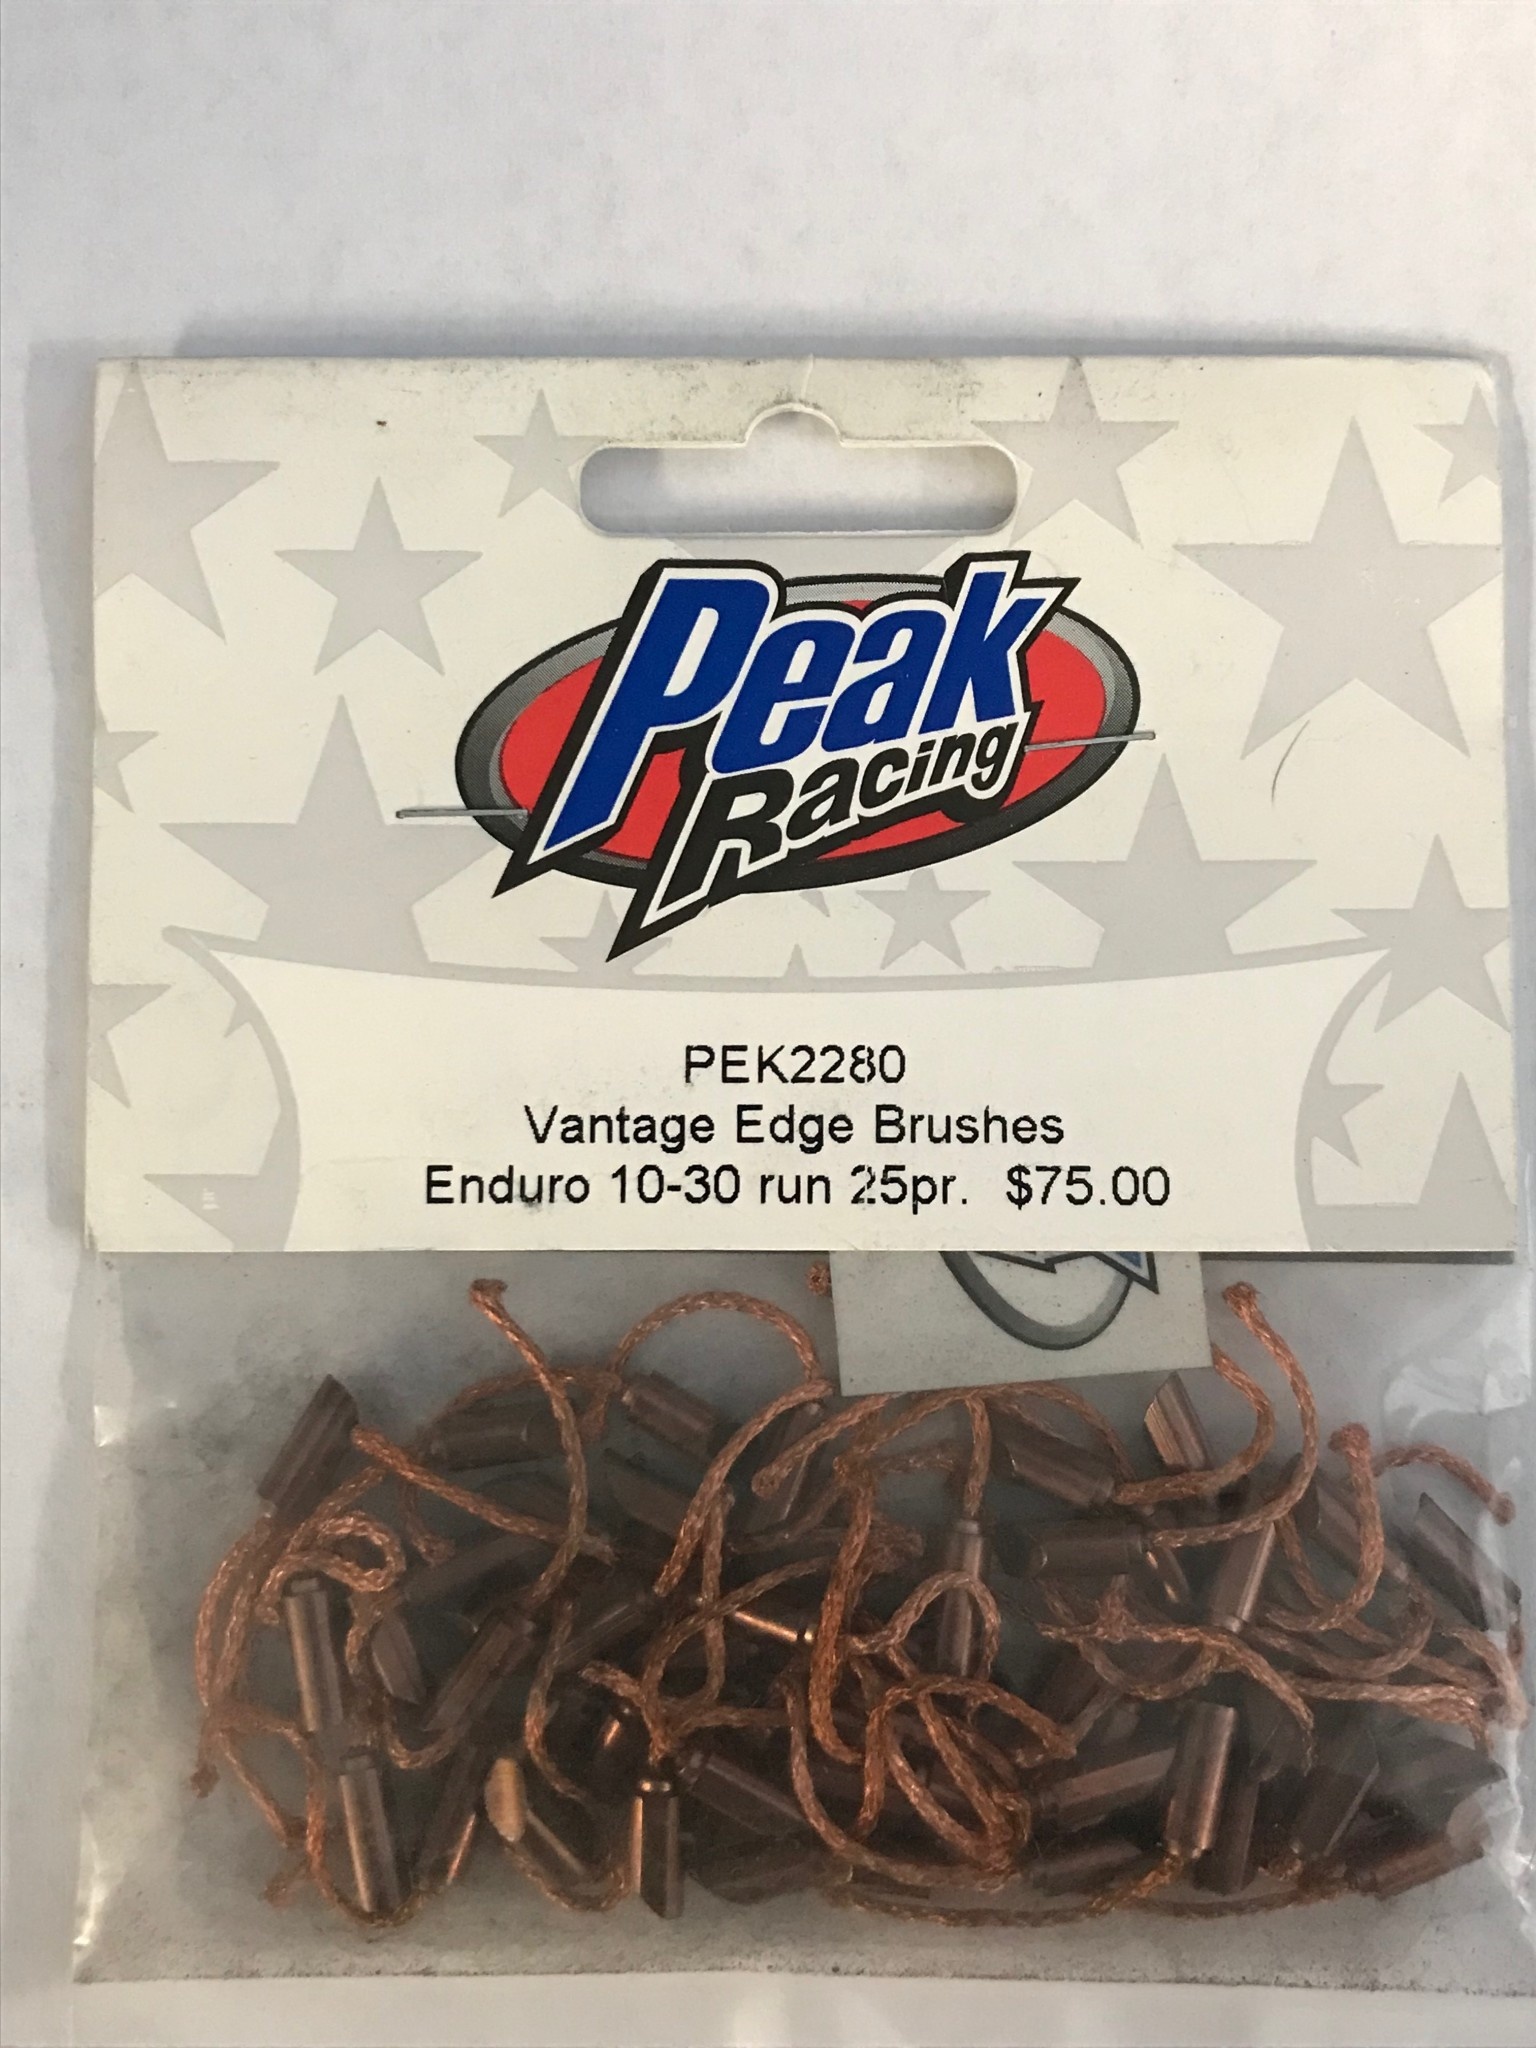 Peak
Racing
PEK2280
Vantage Edge Brushes
Enduro 10-30 run 25pr. $75.00